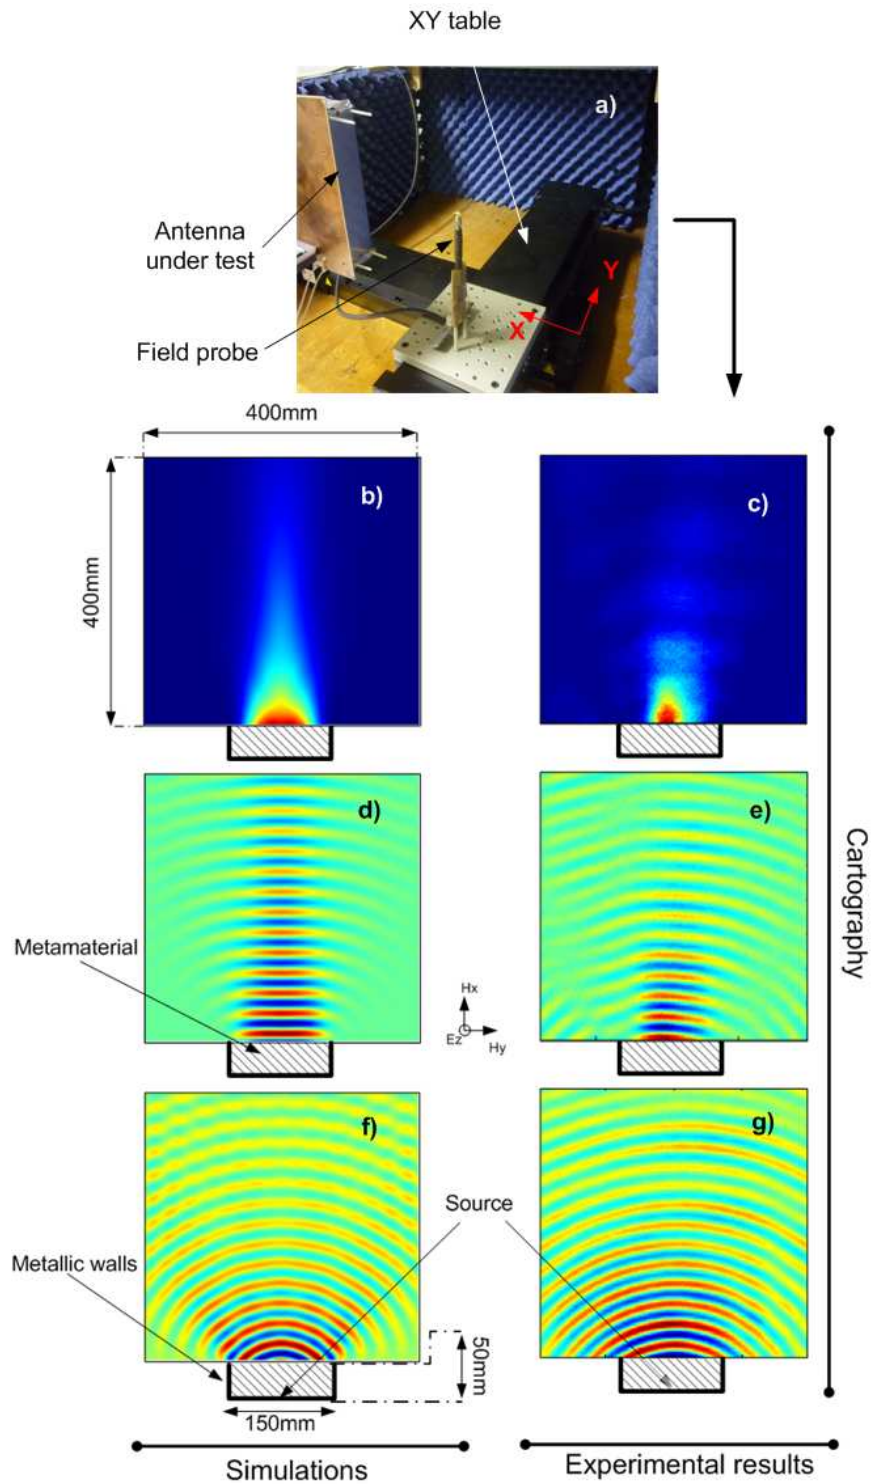 XY table
a)
Antenna
under test
Y
X
Field probe
400mm
b)
c)
400mm
d)
e)
Metamaterial
Hx
Ez
Hy
Cartography
f)
g)
Source
Metallic walls
50mm
150mm
Simulations
Experimental results